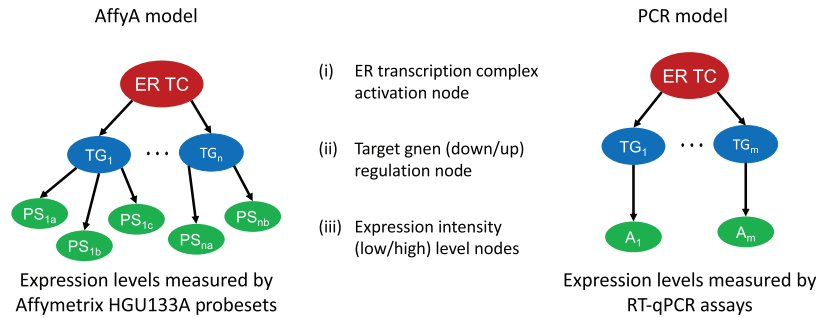 AffyA model
ER TC
TG1
...
TGn
PS1a
PS1b
PS1c
PSna
PSnb
Expression levels measured by
Affymetrix HGU133A probesets
(i) ER transcription complex
activation node
(ii) Target gnen (down/up)
regulation node
(iii) Expression intensity
(low/high) level nodes
PCR model
ER TC
TG1
...
TGm
A1
Am
Expression levels measured by
RT-qPCR assays